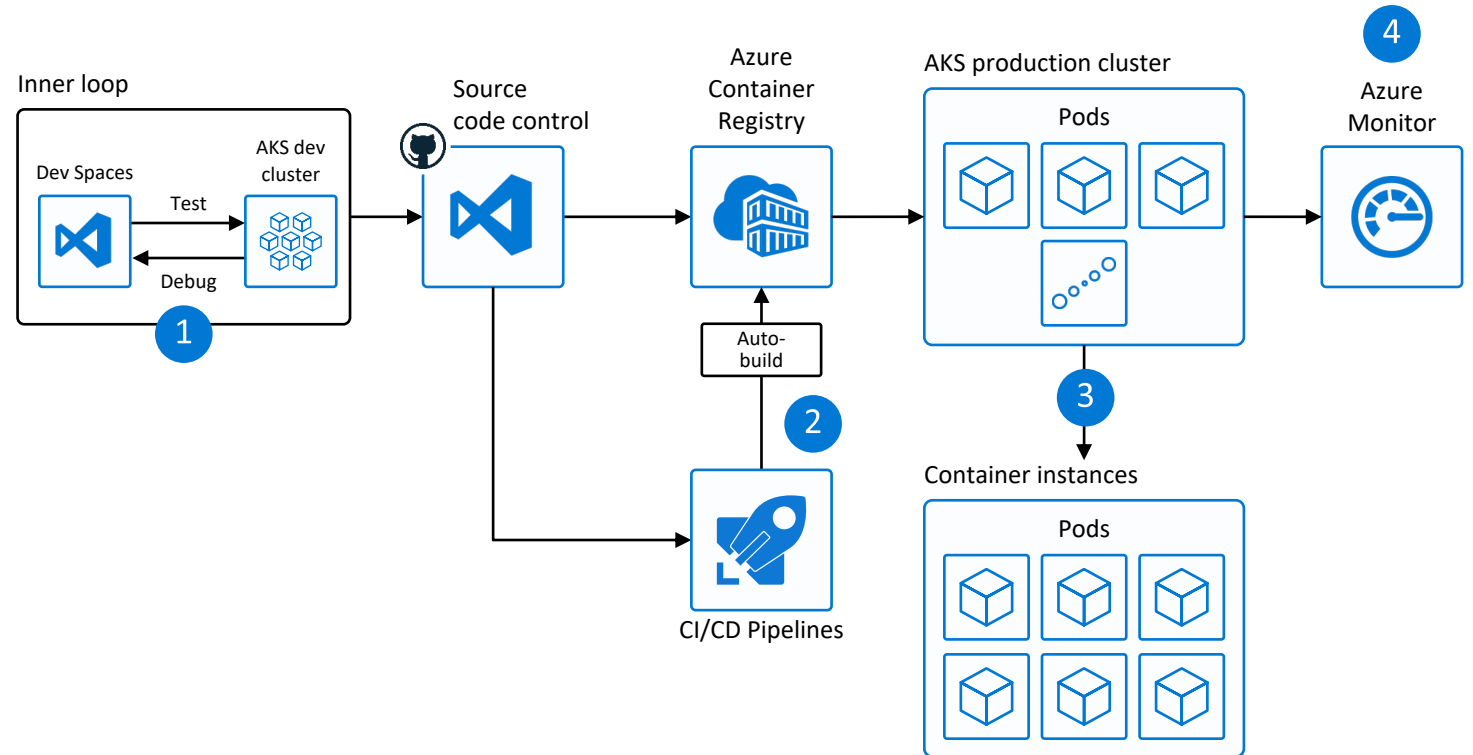 Inner loop
Dev Spaces
AKS dev
cluster
Test
Debug
1
Source
code control
Azure
Container
Registry
Auto-
build
2
CI/CD Pipelines
AKS production cluster
Pods
3
Container instances
Pods
4
Azure
Monitor